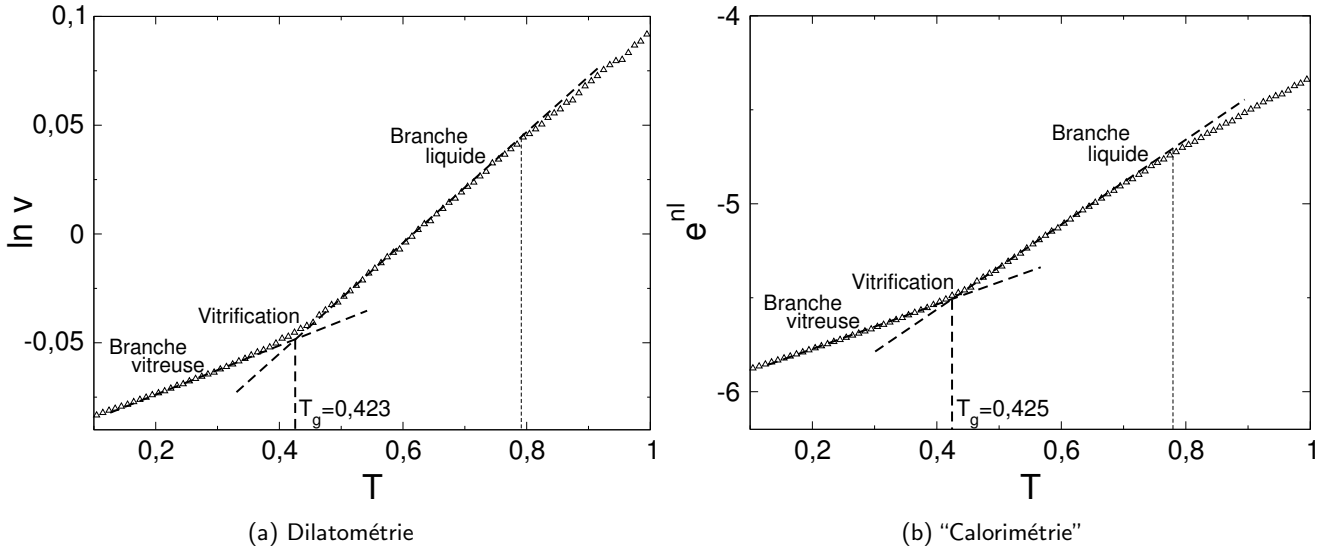 0,1
0,05
0
-0,05
ln v
Branche
liquide
Vitrification
Branche
vitreuse
T_g=0,423
0,2
0,4
0,6
0,8
1
T
(a) Dilatométrie
-4
-5
-6
e^nl
Branche
liquide
Vitrification
Branche
vitreuse
T_g=0,425
0,2
0,4
0,6
0,8
1
T
(b) “Calorimétrie”